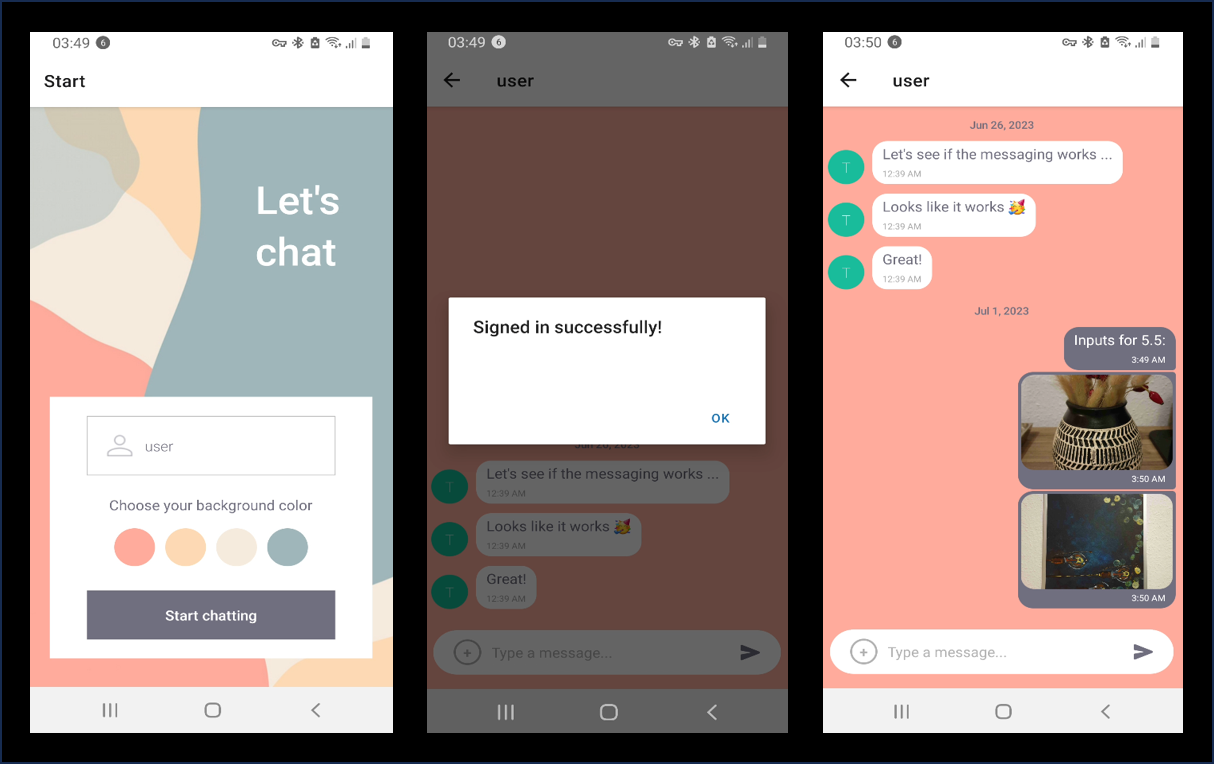 03:49 6
Start
Let's
chat
user
Choose your background color
Start chatting
03:49 6
user
Signed in successfully!
OK
Jun 26, 2023
T
Let's see if the messaging works ...
12:39 AM
T
Looks like it works 🥳
12:39 AM
T
Great!
12:39 AM
+ Type a message...
03:50 6
user
Jun 26, 2023
T
Let's see if the messaging works ...
12:39 AM
T
Looks like it works 🥳
12:39 AM
T
Great!
12:39 AM
Jul 1, 2023
Inputs for 5.5:
3:49 AM
3:50 AM
3:50 AM
+ Type a message...